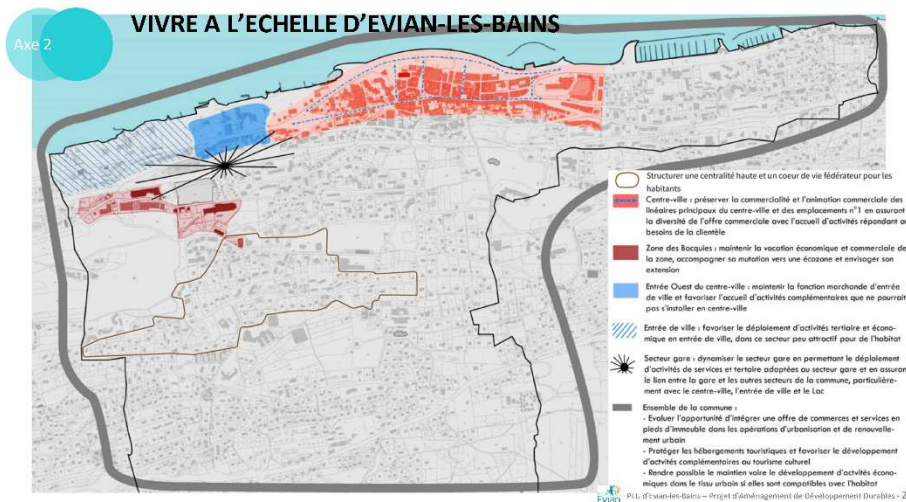 VIVRE A L'ECHELLE D'EVIAN-LES-BAINS
Axe 2
Structurer une centralité haute et un coeur de vie fédérateur pour les
habitants
Centre-ville : préserver la commercialité et l'animation commerciale des
linéaires principaux du centre-ville et des emplacements n°1 en assurant
la diversité de l'offre commerciale avec l'accueil d'activités répondant au
besoins de la clientèle
Zone des Bocquies : maintenir la vocation économique et commerciale de
la zone, accompagner sa mutation vers une écozone et envisager son
extension
Entrée Ouest du centre-ville : maintenir la fonction marchande d'entrée
de ville et favoriser l'accueil d'activités complémentaires que ne pourrait
pas s'installer en centre-ville
Entrée de ville : favoriser le déploiement d'activités tertiaire et écono-
mique en entrée de ville, dans ce secteur peu attractif pour de l'habitat
Secteur gare : dynamiser le secteur gare en permettant le déploiement
d'activités de services et tertaire adaptées au secteur gare et en assuran
le lien entre la gare et les autres secteurs de la commune, particulière-
ment avec le centre-ville, l'entrée de ville et le Lac
Ensemble de la commune :
- Evaluer l'opportunité d'intégrer une offre de commerces et services en
pieds d'immeuble dans les opérations d'urbanisation et de renouvelle-
ment urbain
- Protéger les hébergements touristiques et favoriser le développement
d'activités complémentaires au tourisme culturel
- Rendre possible le maintien voire le développement d'activités écono-
miques dans le tissu urbain si elles sont compatibles avec l'habitat
EVIAN PLU d'Evian-les-Bains – Projet d'Aménagement de Développement Durables - 2